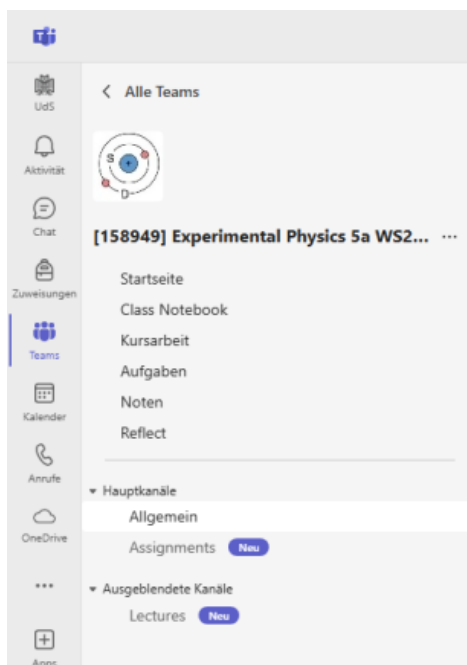 UdS
Aktivität
Chat
Zuweisungen
Teams
Kalender
Anrufe
OneDrive
Apps
Alle Teams
S
D
[158949] Experimental Physics 5a WS2...
Startseite
Class Notebook
Kursarbeit
Aufgaben
Noten
Reflect
Hauptkanäle
Allgemein
Assignments Neu
Ausgeblendete Kanäle
Lectures Neu